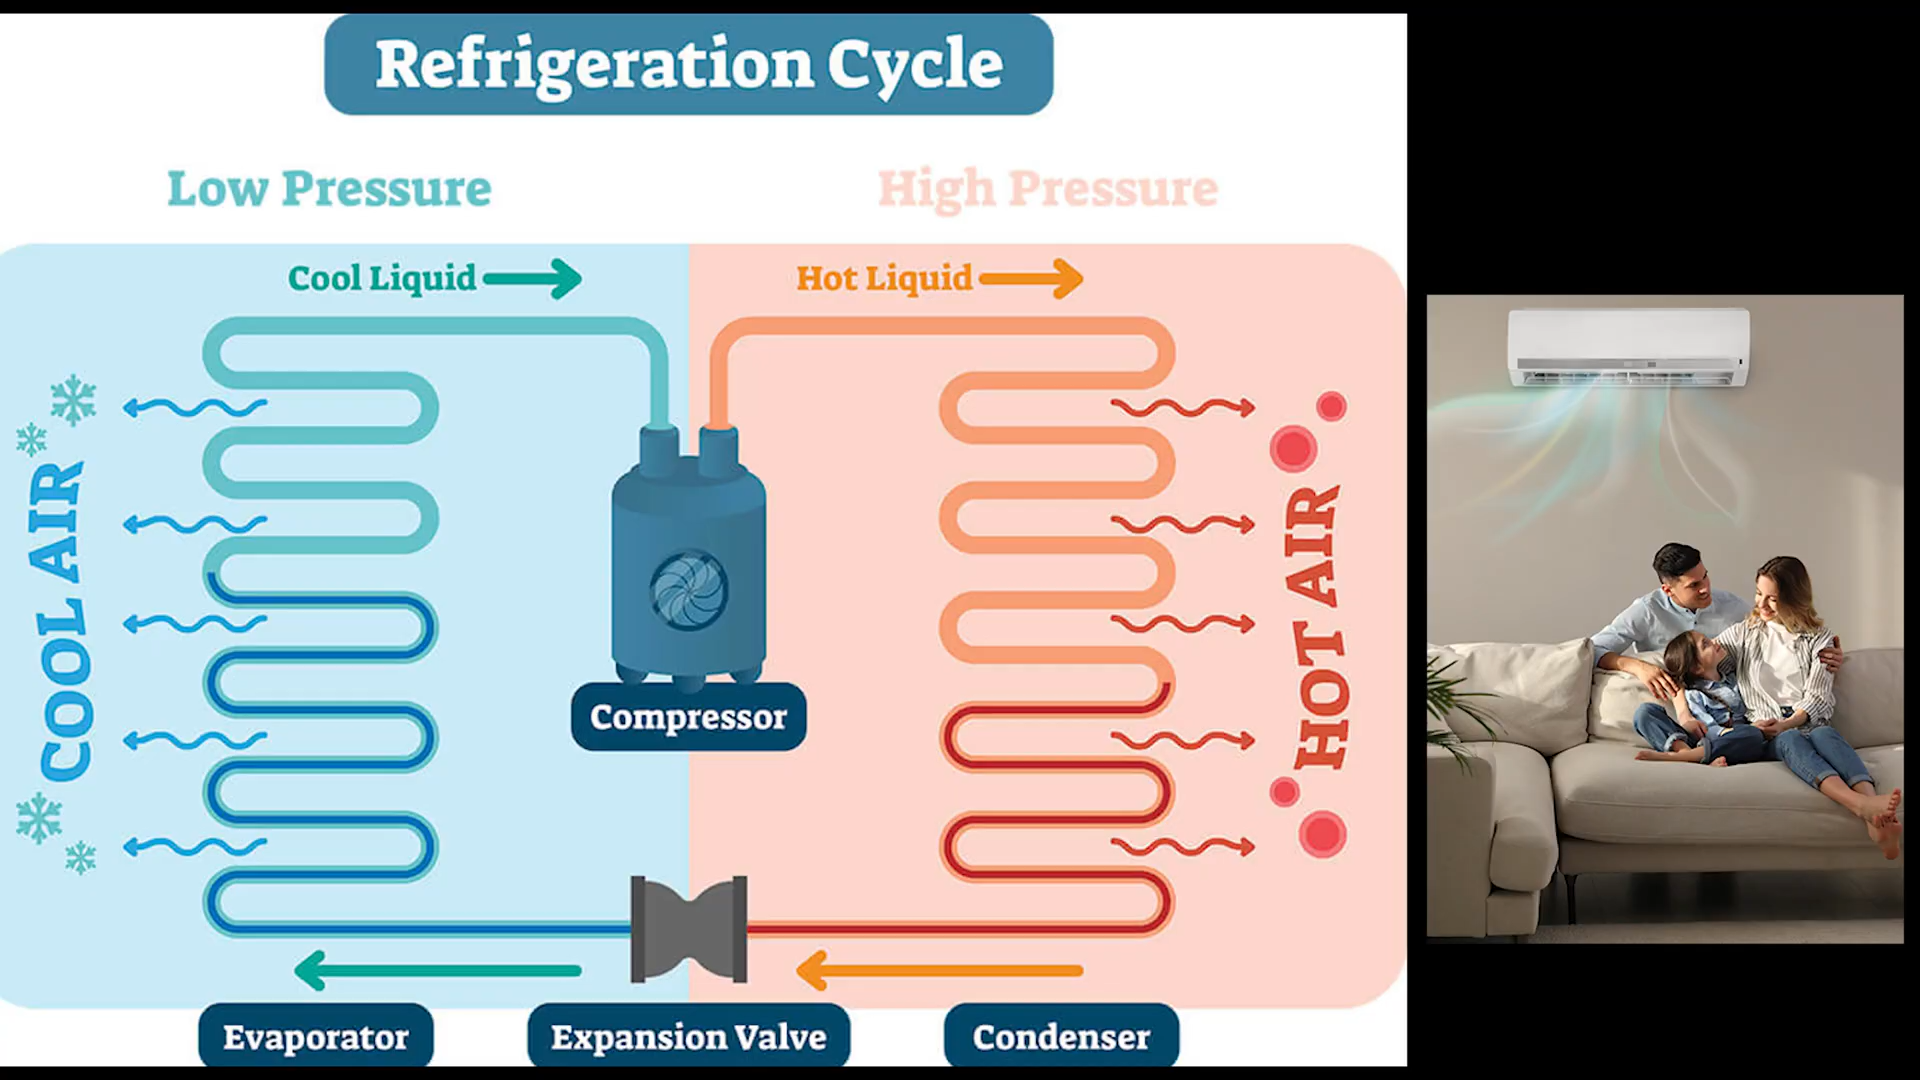 Refrigeration Cycle
Low Pressure
High Pressure
Cool Liquid
Hot Liquid
COOL AIR
HOT AIR
Compressor
Evaporator
Expansion Valve
Condenser